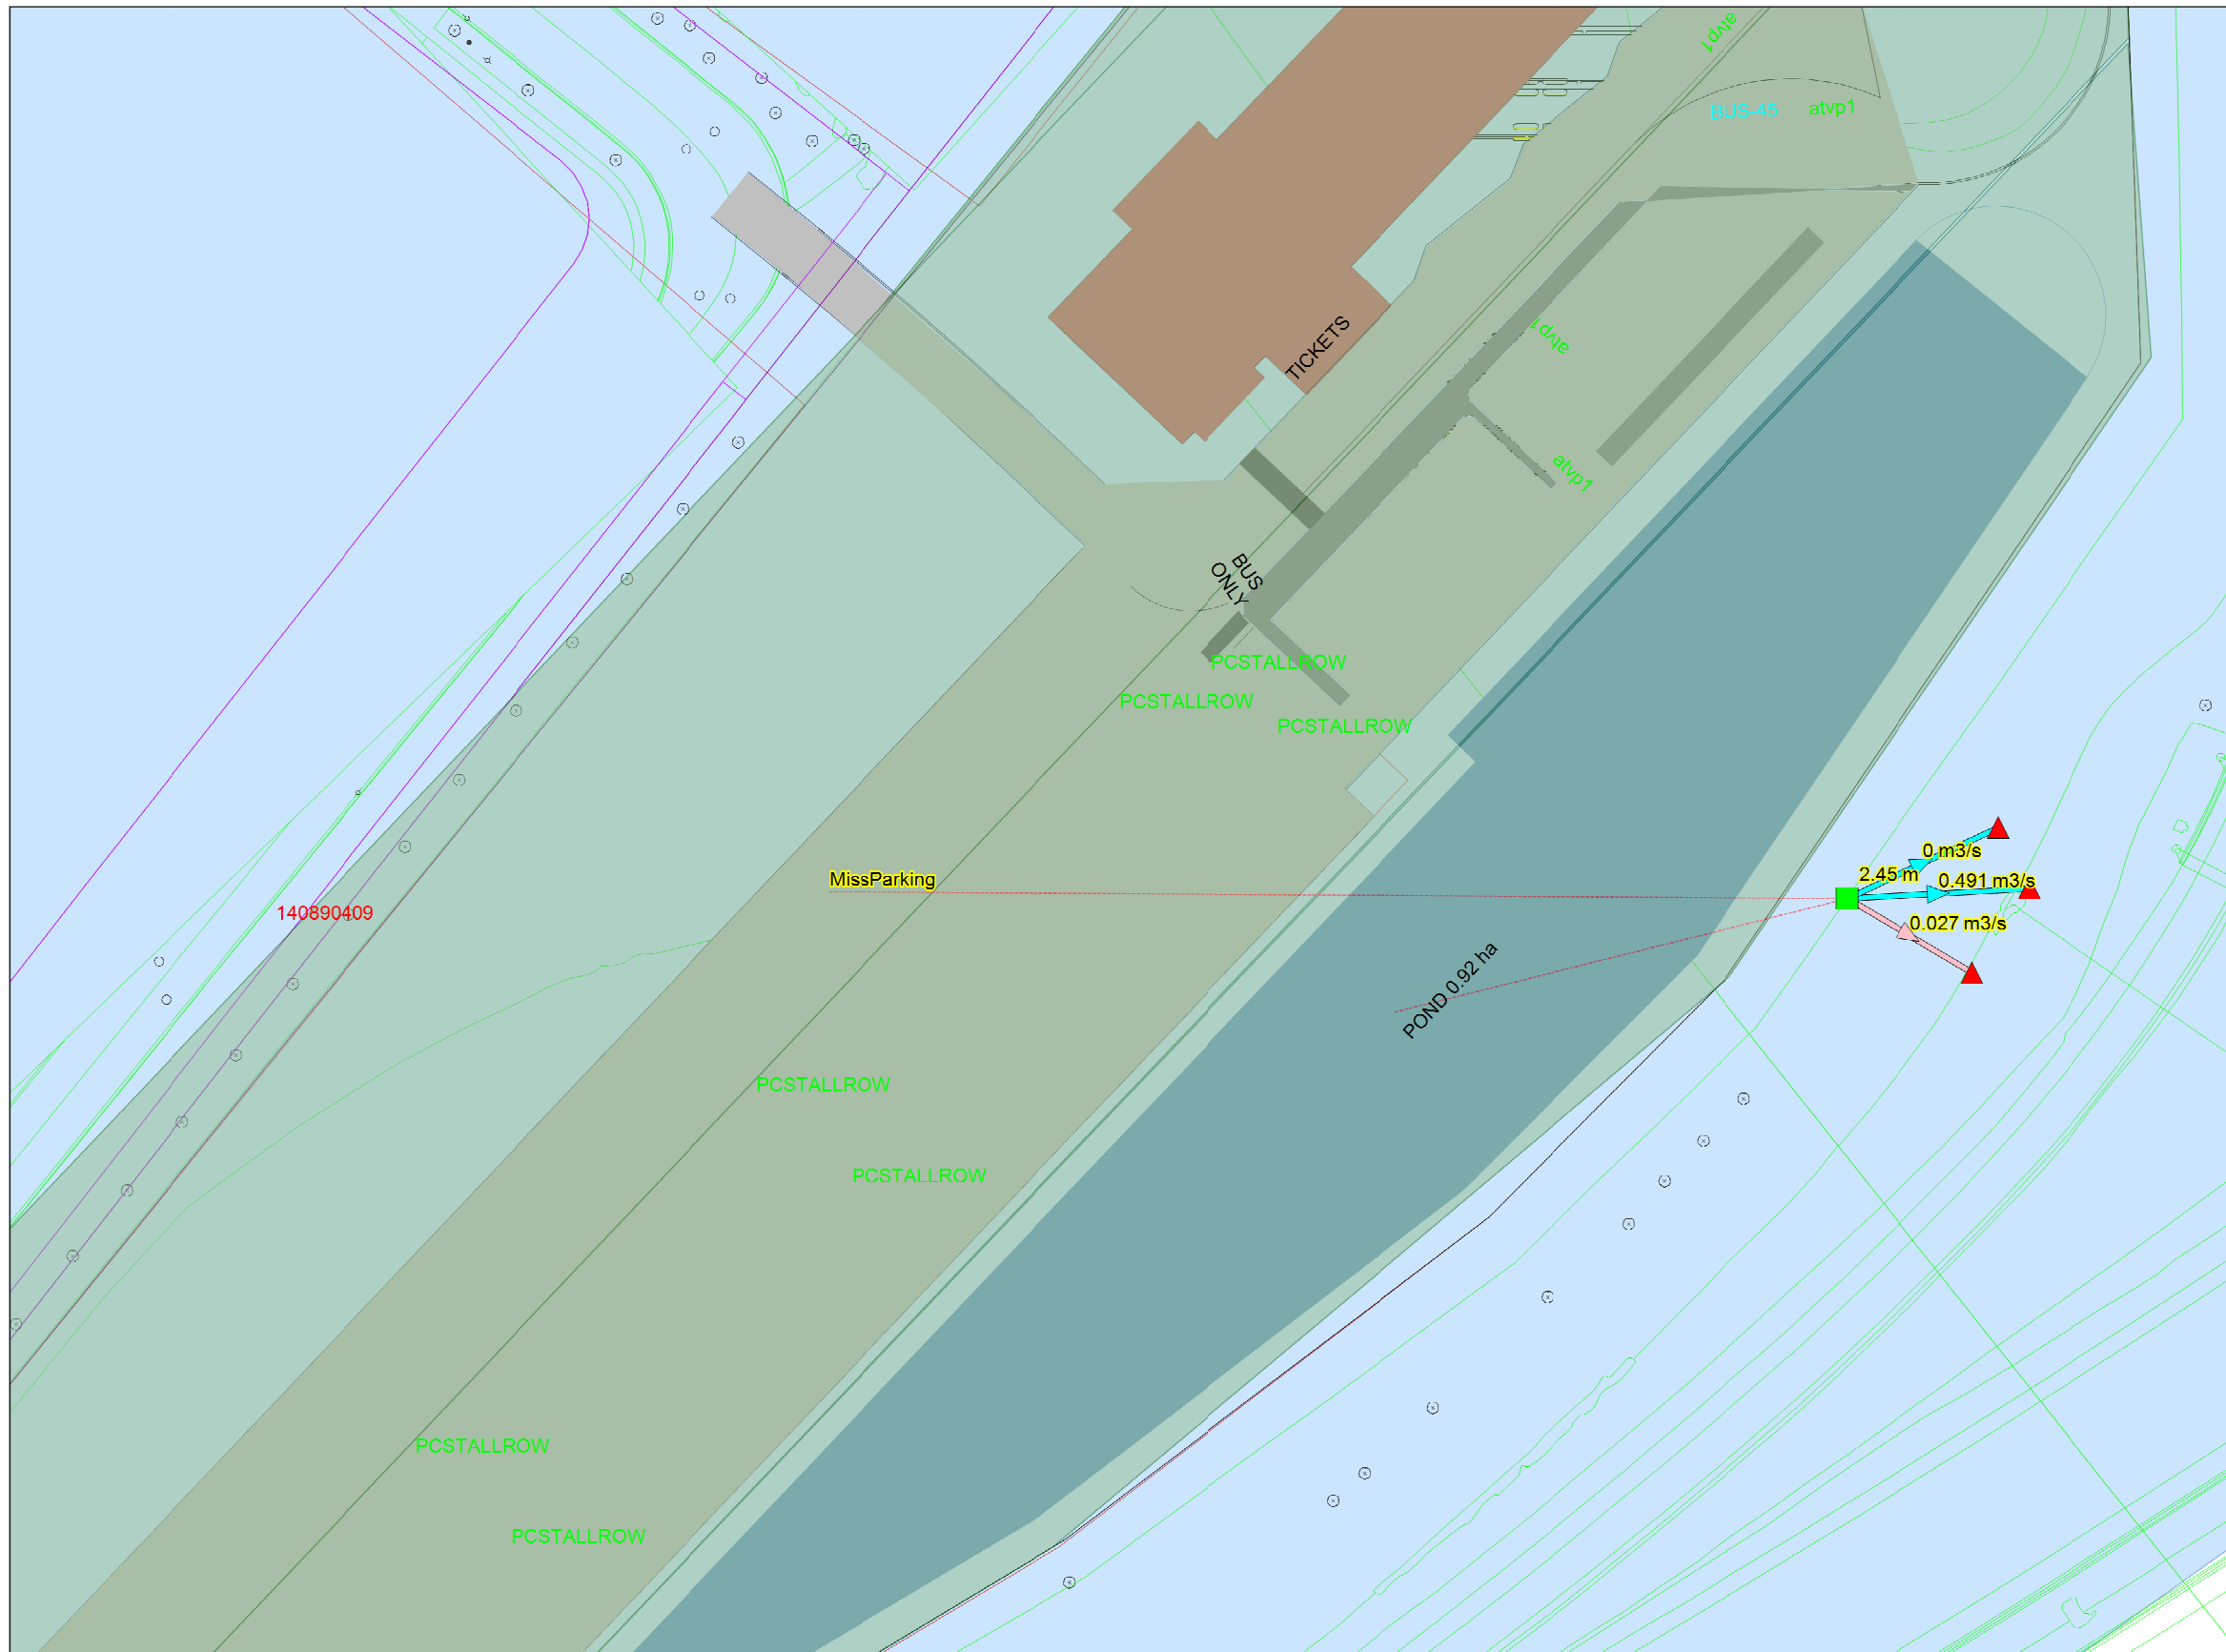 atvp1
BUS-45
atvp1
TICKETS
atvp1
atvp1
BUS
ONLY
PCSTALLROW
PCSTALLROW
PCSTALLROW
0 m3/s
2.45 m
MissParking
0.491 m3/s
140890409
0.027 m3/s
POND 0.92 ha
PCSTALLROW
PCSTALLROW
PCSTALLROW
PCSTALLROW